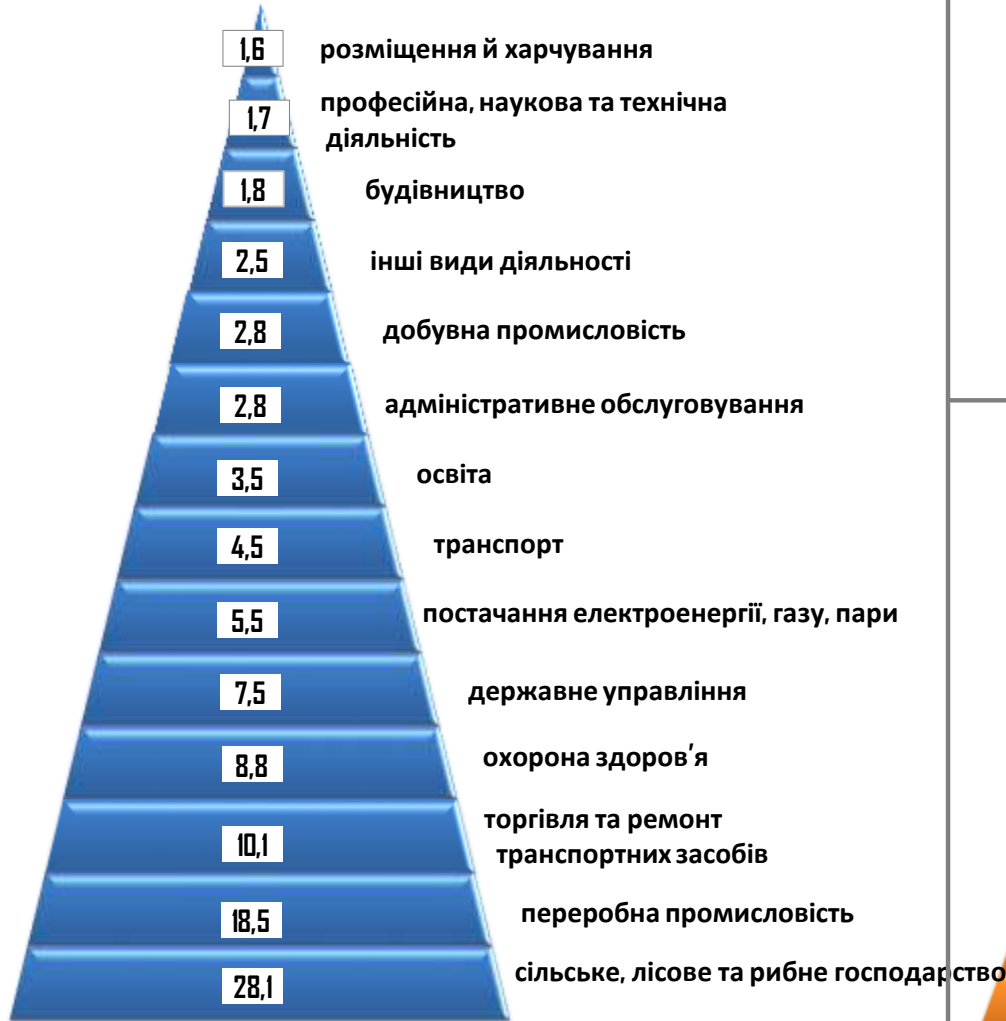 1,6 розміщення й харчування
1,7 професійна, наукова та технічна
діяльність
1,8 будівництво
2,5 інші види діяльності
2,8 добувна промисловість
2,8 адміністративне обслуговування
3,5 освіта
4,5 транспорт
5,5 постачання електроенергії, газу, пари
7,5 державне управління
8,8 охорона здоров'я
10,1 торгівля та ремонт
транспортних засобів
18,5 переробна промисловість
28,1 сільське, лісове та рибне господарство